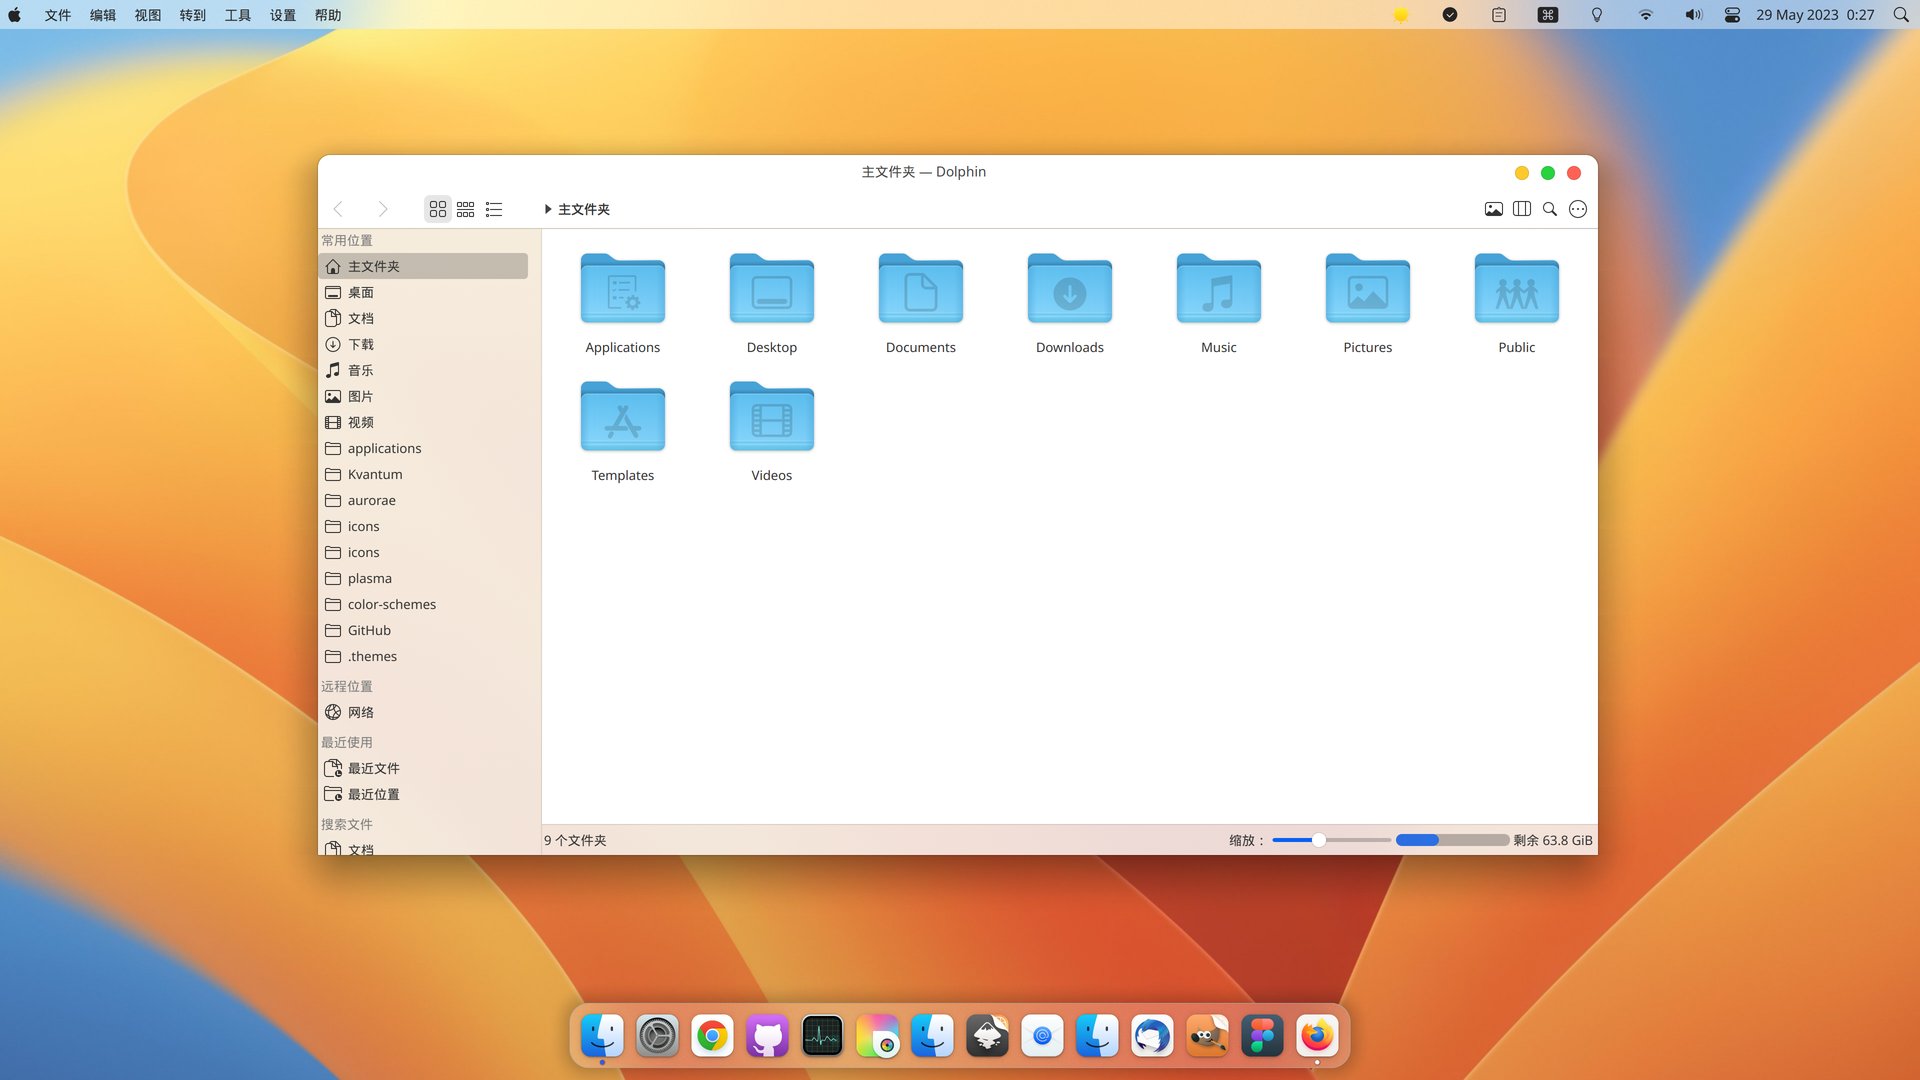 文件 编辑 视图 转到 工具 设置 帮助 29 May 2023 0:27
主文件夹 — Dolphin
主文件夹
常用位置
主文件夹
桌面
文档
下载
音乐
图片
视频
applications
Kvantum
aurorae
icons
icons
plasma
color-schemes
GitHub
.themes
远程位置
网络
最近使用
最近文件
最近位置
搜索文件
文档
Applications Desktop Documents Downloads Music Pictures Public
Templates Videos
9 个文件夹 缩放： 剩余 63.8 GiB